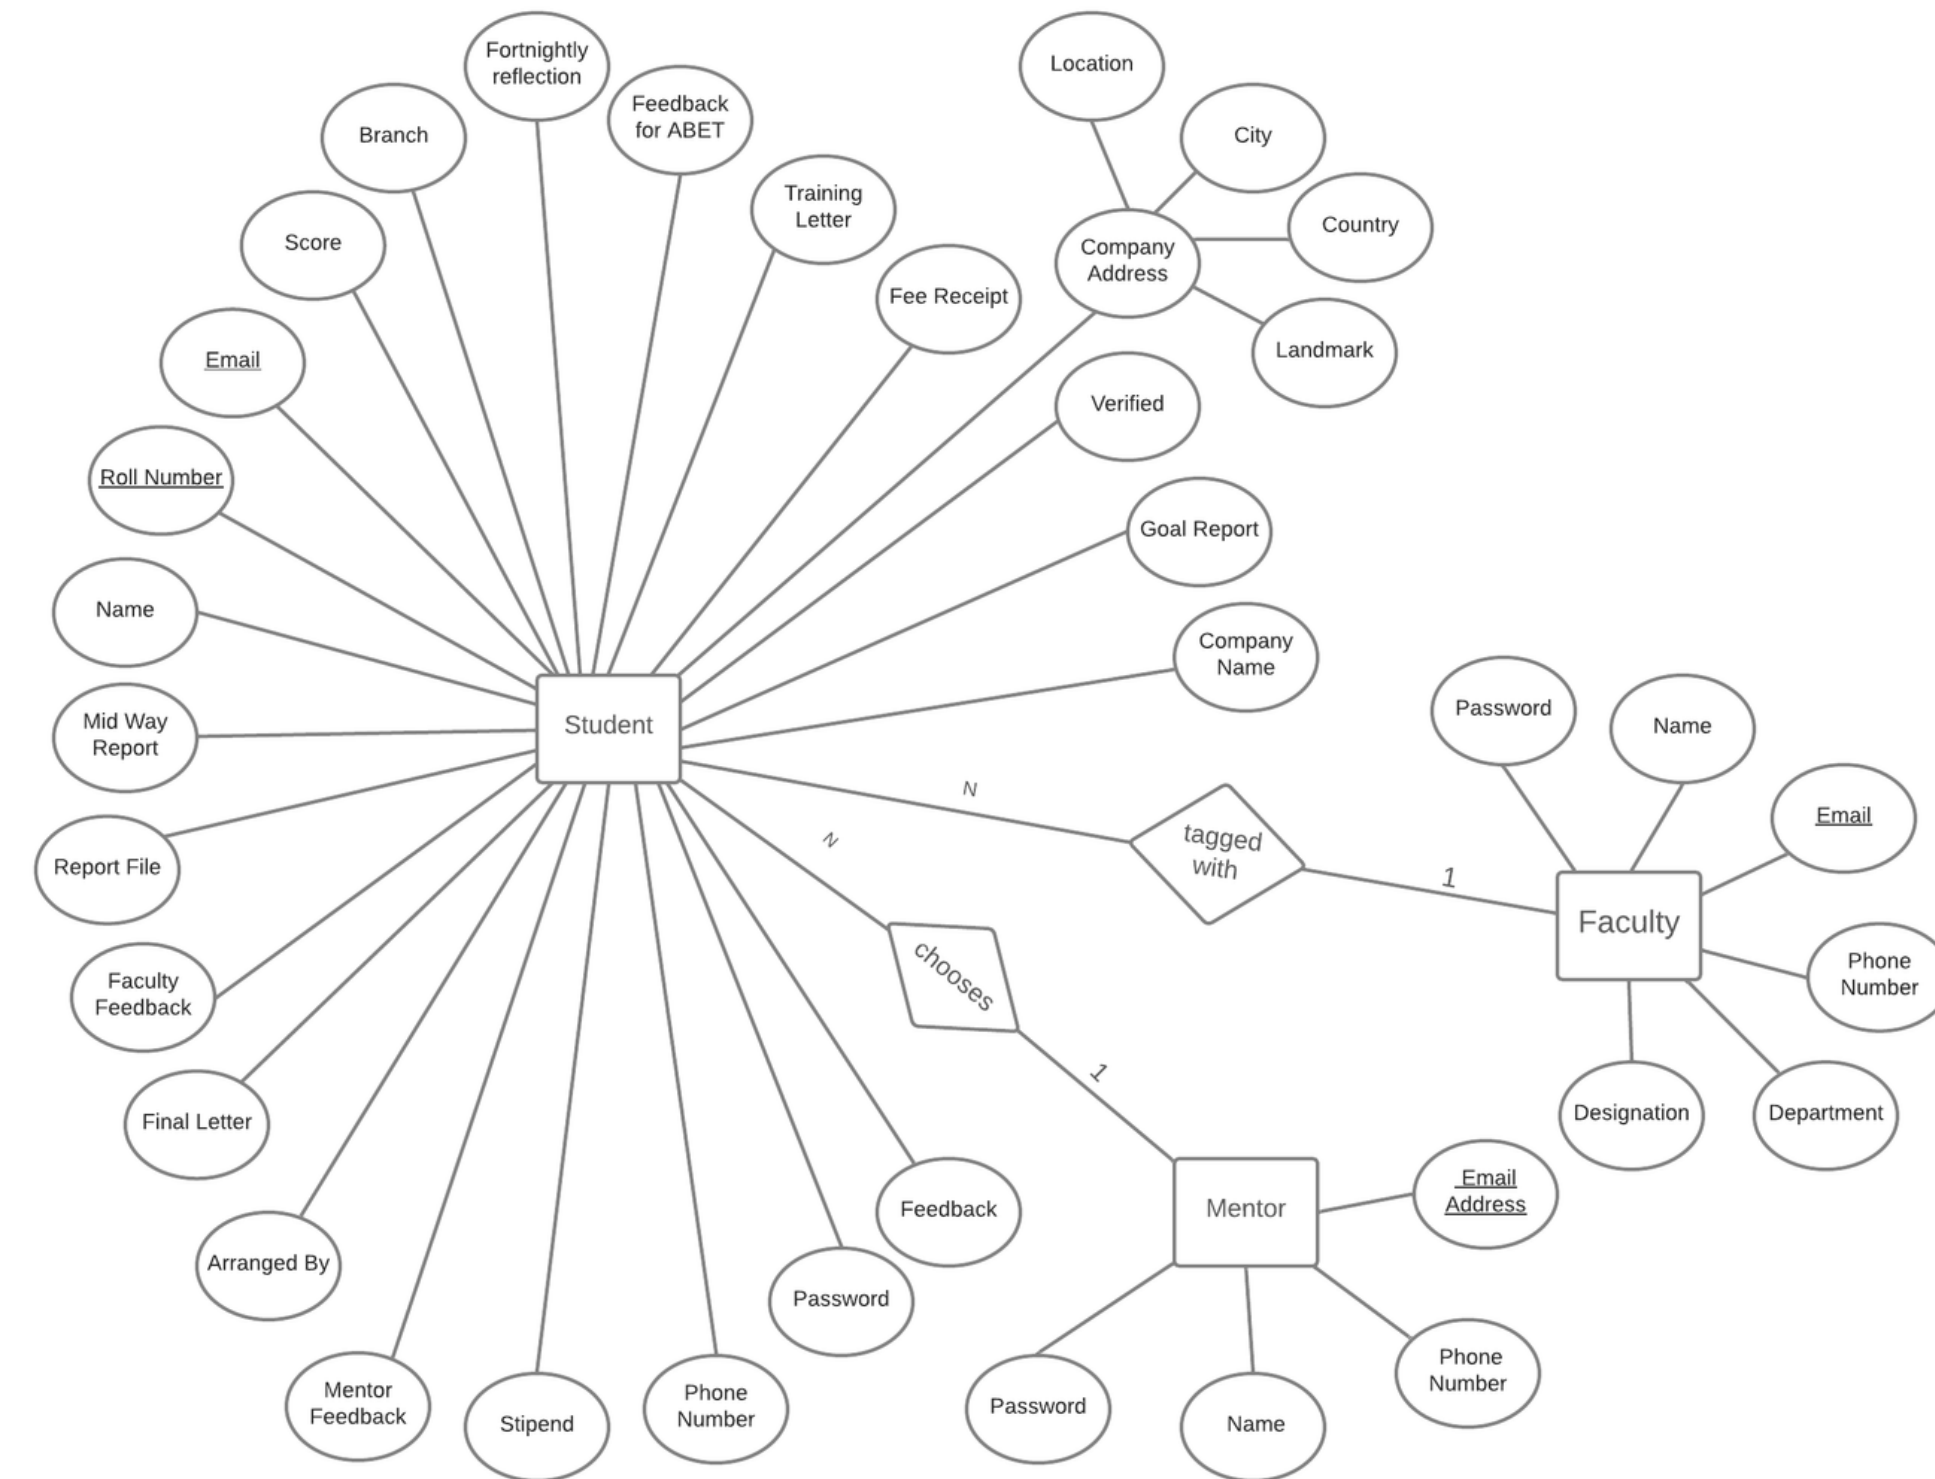 Fortnightly
reflection
Location
Feedback
for ABET
Branch
City
Training
Letter
Score
Country
Company
Address
Fee Receipt
Landmark
Email
Verified
Roll Number
Goal Report
Name
Company
Name
Mid Way
Report
Student
Password
Name
N
Email
N
tagged
with
1
Report File
Faculty
chooses
Faculty
Feedback
Phone
Number
1
Final Letter
Designation
Department
Feedback
Mentor
Email
Address
Arranged By
Password
Mentor
Feedback
Stipend
Phone
Number
Password
Name
Phone
Number